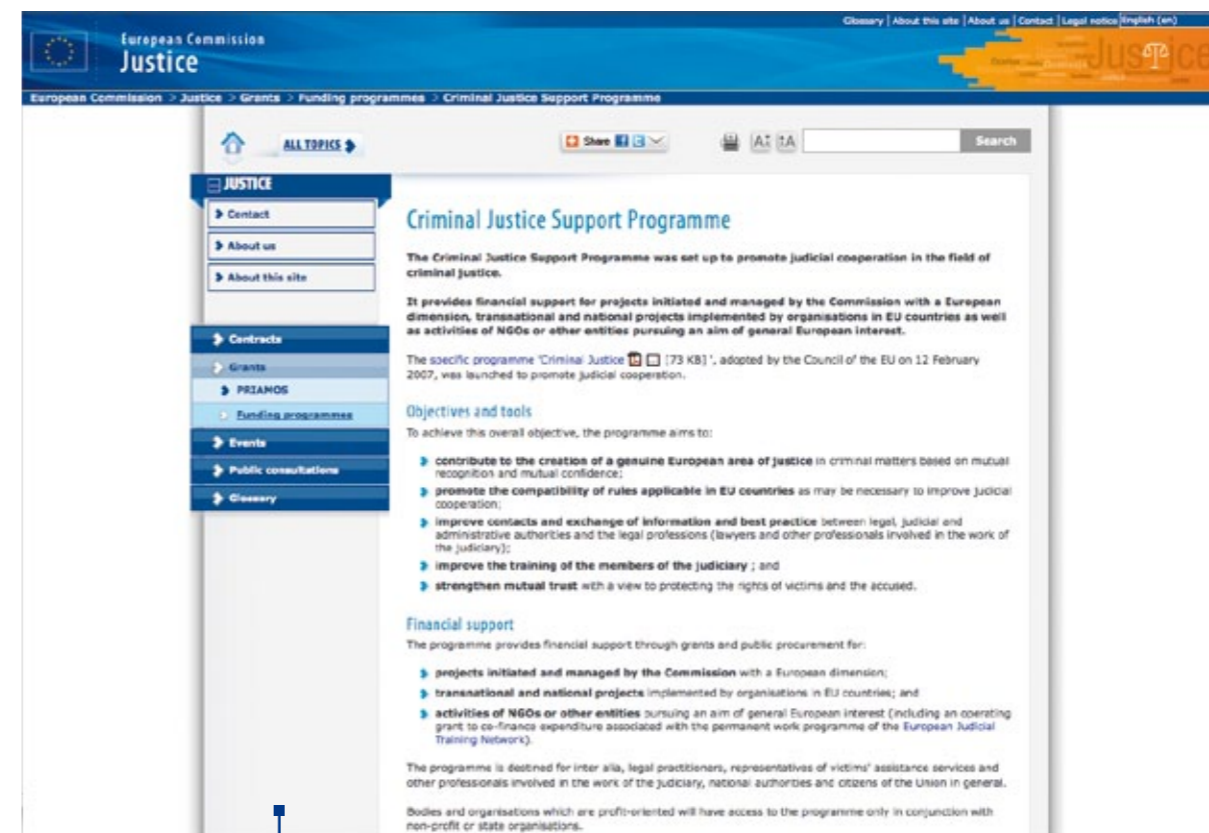 Glossary | About this site | About us | Contact | Legal notice | English (en)
European Commission
Justice
Justice
European Commission > Justice > Grants > Funding programmes > Criminal Justice Support Programme
ALL TOPICS
Share
Search
JUSTICE
Contact
About us
About this site
Contracts
Grants
PRIAMOS
Funding programmes
Events
Public consultations
Glossary
Criminal Justice Support Programme
The Criminal Justice Support Programme was set up to promote judicial cooperation in the field of
criminal justice.
It provides financial support for projects initiated and managed by the Commission with a European
dimension, transnational and national projects implemented by organisations in EU countries as well
as activities of NGOs or other entities pursuing an aim of general European interest.
The specific programme 'Criminal Justice [73 KB] ', adopted by the Council of the EU on 12 February
2007, was launched to promote judicial cooperation.
Objectives and tools
To achieve this overall objective, the programme aims to:
contribute to the creation of a genuine European area of justice in criminal matters based on mutual
recognition and mutual confidence;
promote the compatibility of rules applicable in EU countries as may be necessary to improve judicial
cooperation;
improve contacts and exchange of information and best practice between legal, judicial and
administrative authorities and the legal professions (lawyers and other professionals involved in the work of
the judiciary);
improve the training of the members of the judiciary ; and
strengthen mutual trust with a view to protecting the rights of victims and the accused.
Financial support
The programme provides financial support through grants and public procurement for:
projects initiated and managed by the Commission with a European dimension;
transnational and national projects implemented by organisations in EU countries; and
activities of NGOs or other entities pursuing an aim of general European interest (including an operating
grant to co-finance expenditure associated with the permanent work programme of the European Judicial
Training Network).
The programme is destined for inter alia, legal practitioners, representatives of victims' assistance services and
other professionals involved in the work of the judiciary, national authorities and citizens of the Union in general.
Bodies and organisations which are profit-oriented will have access to the programme only in conjunction with
non-profit or state organisations.